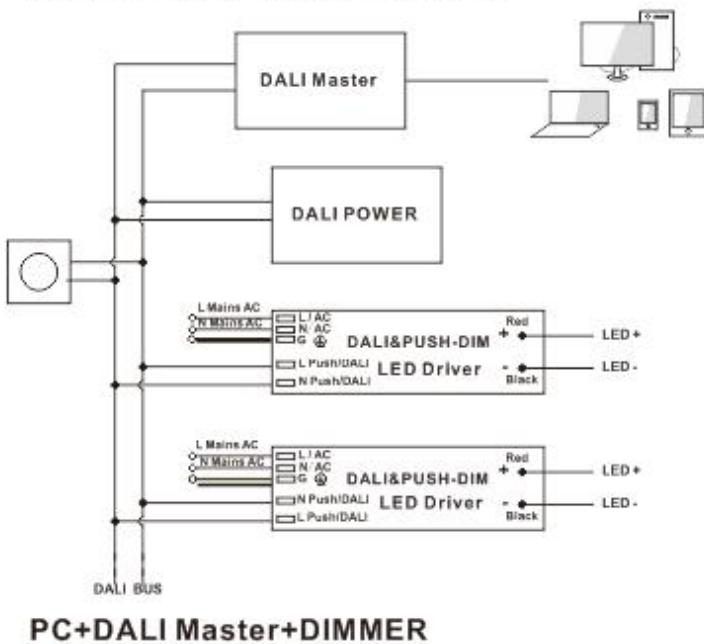 DALI Master
DALI POWER
L Mains AC
N Mains AC
L/AC
N/AC
G
L Push/DALI
N Push/DALI
DALI&PUSH-DIM
LED Driver
Red
+
-
Black
LED+
LED-
L Mains AC
N Mains AC
L/AC
N/AC
G
N Push/DALI
L Push/DALI
DALI&PUSH-DIM
LED Driver
Red
+
-
Black
LED+
LED-
DALI BUS
PC+DALI Master+DIMMER